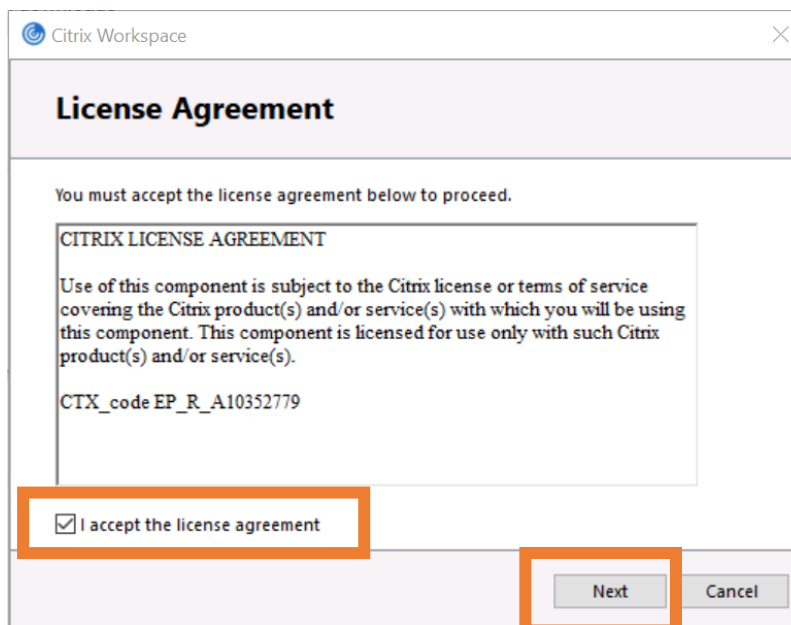 Citrix Workspace
License Agreement
You must accept the license agreement below to proceed.
CITRIX LICENSE AGREEMENT
Use of this component is subject to the Citrix license or terms of service
covering the Citrix product(s) and/or service(s) with which you will be using
this component. This component is licensed for use only with such Citrix
product(s) and/or service(s).
CTX_code EP_R_A10352779
I accept the license agreement
Next
Cancel